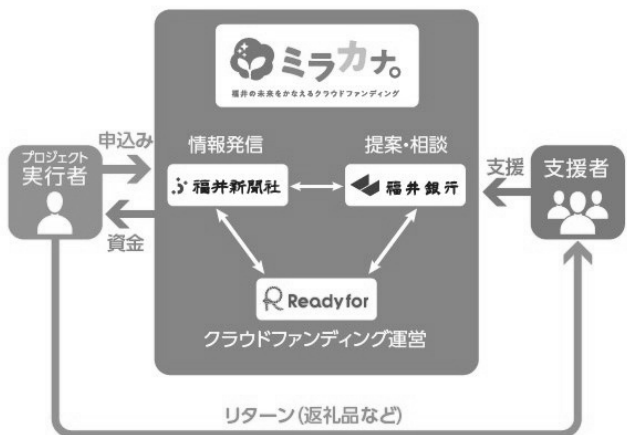 ミラカナ。
福井の未来をかなえるクラウドファンディング
申込み
情報発信
提案・相談
プロジェクト
実行者
福井新聞社
福井銀行
支援
支援者
資金
Readyfor
クラウドファンディング運営
リターン(返礼品など)